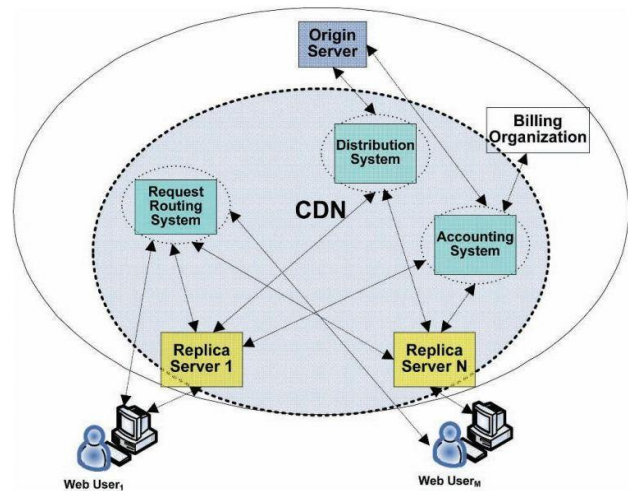 Origin
Server
Billing
Organization
Distribution
System
Request
Routing
System
CDN
Accounting
System
Replica
Server 1
Replica
Server N
Web User1
Web UserM